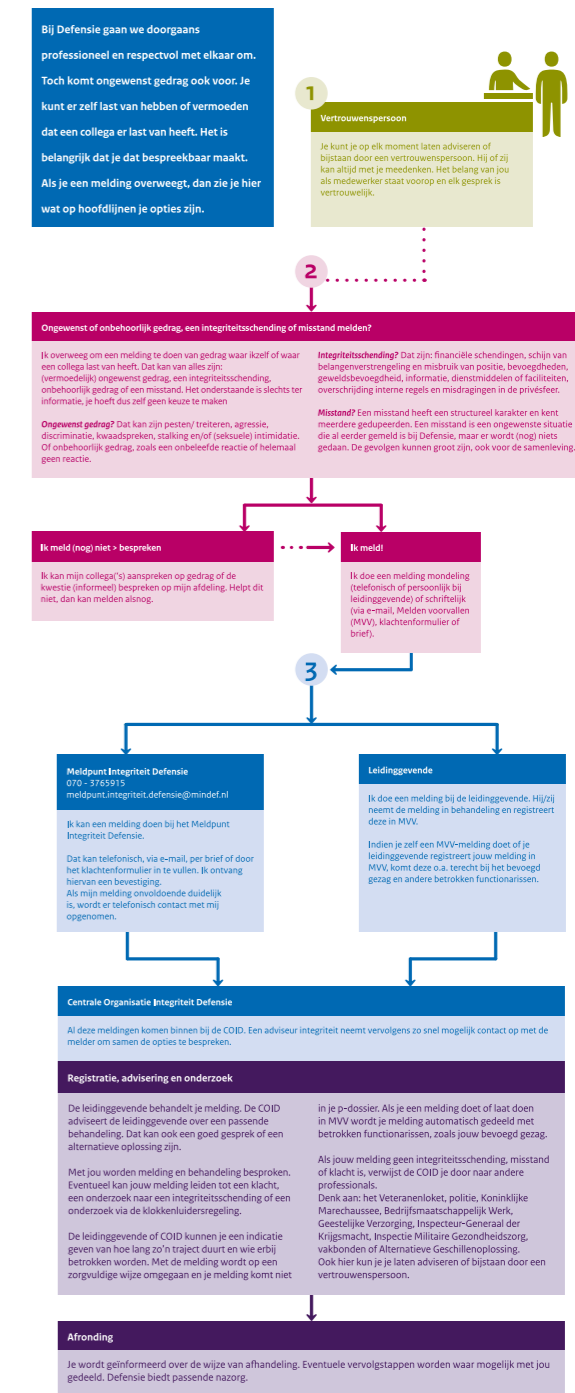 Bij Defensie gaan we doorgaans
professioneel en respectvol met elkaar om.
Toch komt ongewenst gedrag ook voor. Je
kunt er zelf last van hebben of vermoeden
dat een collega er last van heeft. Het is
belangrijk dat je dat bespreekbaar maakt.
Als je een melding overweegt, dan zie je hier
wat op hoofdlijnen je opties zijn.
1
Vertrouwenspersoon
Je kunt je op elk moment laten adviseren of
bijstaan door een vertrouwenspersoon. Hij of zij
kan altijd met je meedenken. Het belang van jou
als medewerker staat voorop en elk gesprek is
vertrouwelijk.
2
Ongewenst of onbehoorlijk gedrag, een integriteitsschending of misstand melden?
Ik overweeg om een melding te doen van gedrag waar ikzelf of waar
een collega last van heeft. Dat kan van alles zijn:
(vermoedelijk) ongewenst gedrag, een integriteitsschending,
onbehoorlijk gedrag of een misstand. Het onderstaande is slechts ter
informatie, je hoeft dus zelf geen keuze te maken
Ongewenst gedrag? Dat kan zijn pesten/ treiteren, agressie,
discriminatie, kwaadspreken, stalking en/of (seksuele) intimidatie.
Of onbehoorlijk gedrag, zoals een onbeleefde reactie of helemaal
geen reactie.
Integriteitsschending? Dat zijn: financiële schendingen, schijn van
belangenverstrengeling en misbruik van positie, bevoegdheden,
geweldsbevoegdheid, informatie, dienstmiddelen of faciliteiten,
overschrijding interne regels en misdragingen in de privésfeer.
Misstand? Een misstand heeft een structureel karakter en kent
meerdere gedupeerden. Een misstand is een ongewenste situatie
die al eerder gemeld is bij Defensie, maar er wordt (nog) niets
gedaan. De gevolgen kunnen groot zijn, ook voor de samenleving.
Ik meld (nog) niet > bespreken
Ik kan mijn collega('s) aanspreken op gedrag of de
kwestie (informeel) bespreken op mijn afdeling. Helpt dit
niet, dan kan melden alsnog.
Ik meld!
Ik doe een melding mondeling
(telefonisch of persoonlijk bij
leidinggevende) of schriftelijk
(via e-mail, Melden voorvallen
(MVV), klachtenformulier of
brief).
3
Meldpunt Integriteit Defensie
070 - 3765915
meldpunt.integriteit.defensie@mindef.nl
Ik kan een melding doen bij het Meldpunt
Integriteit Defensie.
Dat kan telefonisch, via e-mail, per brief of door
het klachtenformulier in te vullen. Ik ontvang
hiervan een bevestiging.
Als mijn melding onvoldoende duidelijk
is, wordt er telefonisch contact met mij
opgenomen.
Leidinggevende
Ik doe een melding bij de leidinggevende. Hij/zij
neemt de melding in behandeling en registreert
deze in MVV.
Indien je zelf een MVV-melding doet of je
leidinggevende registreert jouw melding in
MVV, komt deze o.a. terecht bij het bevoegd
gezag en andere betrokken functionarissen.
Centrale Organisatie Integriteit Defensie
Al deze meldingen komen binnen bij de COID. Een adviseur integriteit neemt vervolgens zo snel mogelijk contact op met de
melder om samen de opties te bespreken.
Registratie, advisering en onderzoek
De leidinggevende behandelt je melding. De COID
adviseert de leidinggevende over een passende
behandeling. Dat kan ook een goed gesprek of een
alternatieve oplossing zijn.
Met jou worden melding en behandeling besproken.
Eventueel kan jouw melding leiden tot een klacht,
een onderzoek naar een integriteitsschending of een
onderzoek via de klokkenluidersregeling.
De leidinggevende of COID kunnen je een indicatie
geven van hoe lang zo'n traject duurt en wie erbij
betrokken worden. Met de melding wordt op een
zorgvuldige wijze omgegaan en je melding komt niet
in je p-dossier. Als je een melding doet of laat doen
in MVV wordt je melding automatisch gedeeld met
betrokken functionarissen, zoals jouw bevoegd gezag.
Als jouw melding geen integriteitsschending, misstand
of klacht is, verwijst de COID je door naar andere
professionals.
Denk aan: het Veteranenloket, politie, Koninklijke
Marechaussee, Bedrijfsmaatschappelijk Werk,
Geestelijke Verzorging, Inspecteur-Generaal der
Krijgsmacht, Inspectie Militaire Gezondheidszorg,
vakbonden of Alternatieve Geschillenoplossing.
Ook hier kun je je laten adviseren of bijstaan door een
vertrouwenspersoon.
Afronding
Je wordt geïnformeerd over de wijze van afhandeling. Eventuele vervolgstappen worden waar mogelijk met jou
gedeeld. Defensie biedt passende nazorg.